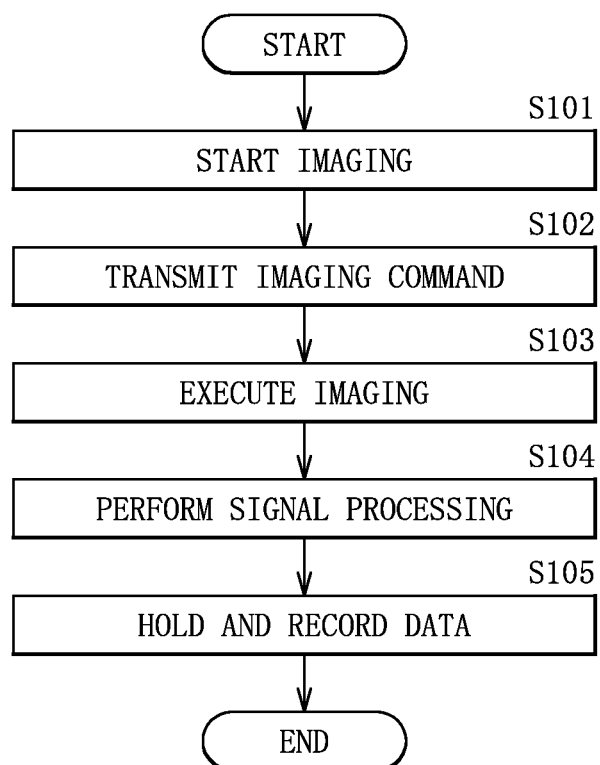 START
S101
START IMAGING
S102
TRANSMIT IMAGING COMMAND
S103
EXECUTE IMAGING
S104
PERFORM SIGNAL PROCESSING
S105
HOLD AND RECORD DATA
END